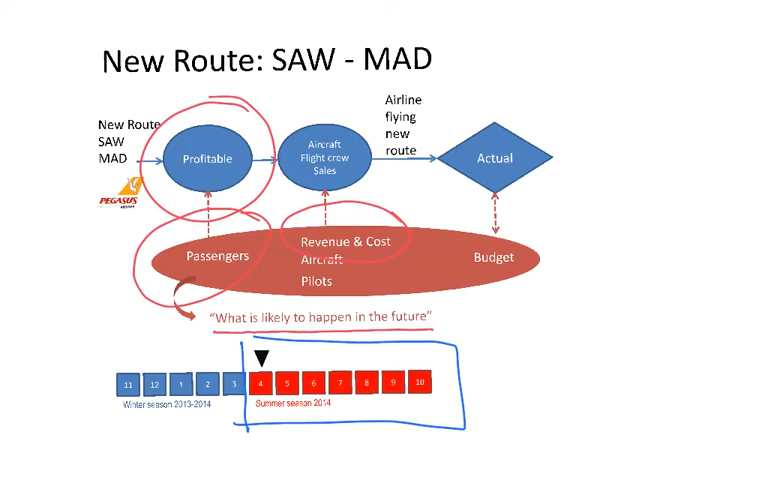 New Route: SAW - MAD
New Route
SAW
MAD
PEGASUS
Profitable
Aircraft
Flight crew
Sales
Airline
flying
new
route
Actual
Passengers
Revenue & Cost
Aircraft
Pilots
Budget
"What is likely to happen in the future"
11 12 1 2 3 4 5 6 7 8 9 10
Winter season 2013-2014
Summer season 2014